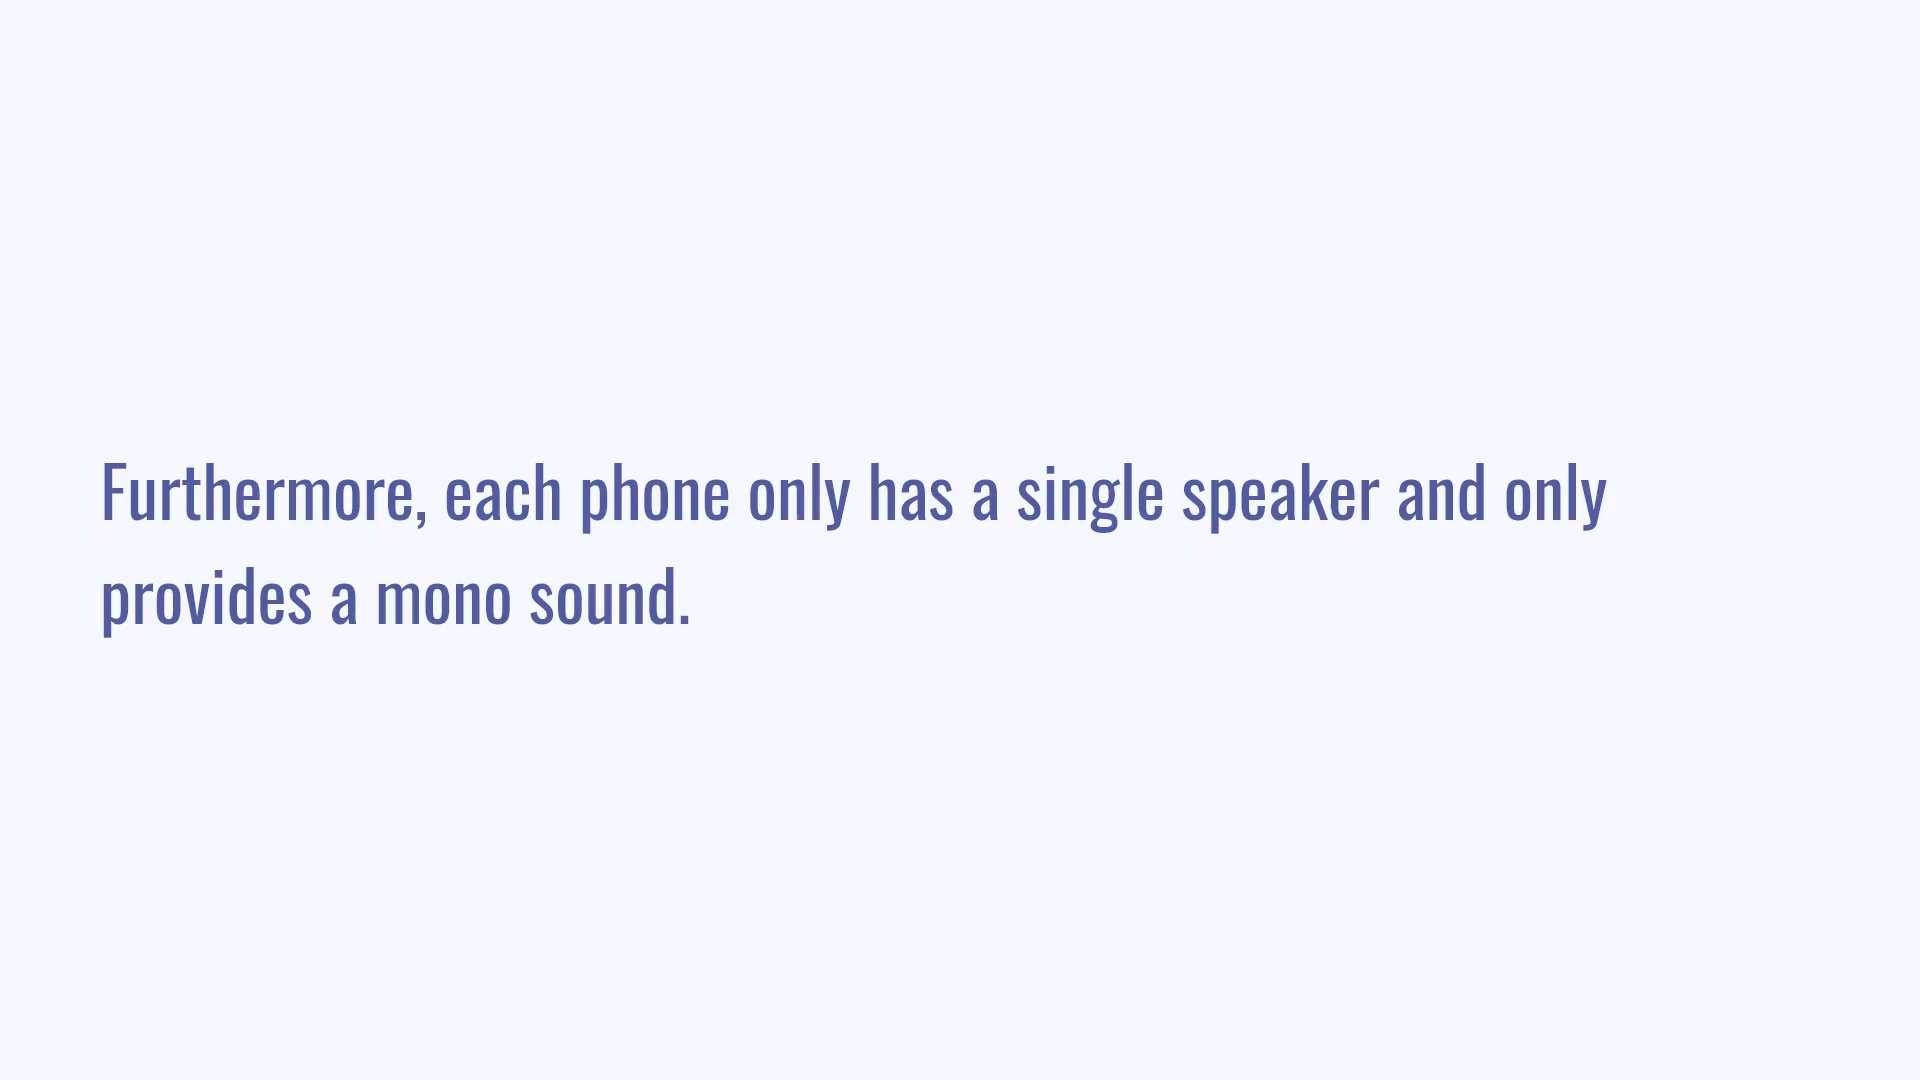 Furthermore, each phone only has a single speaker and only
provides a mono sound.